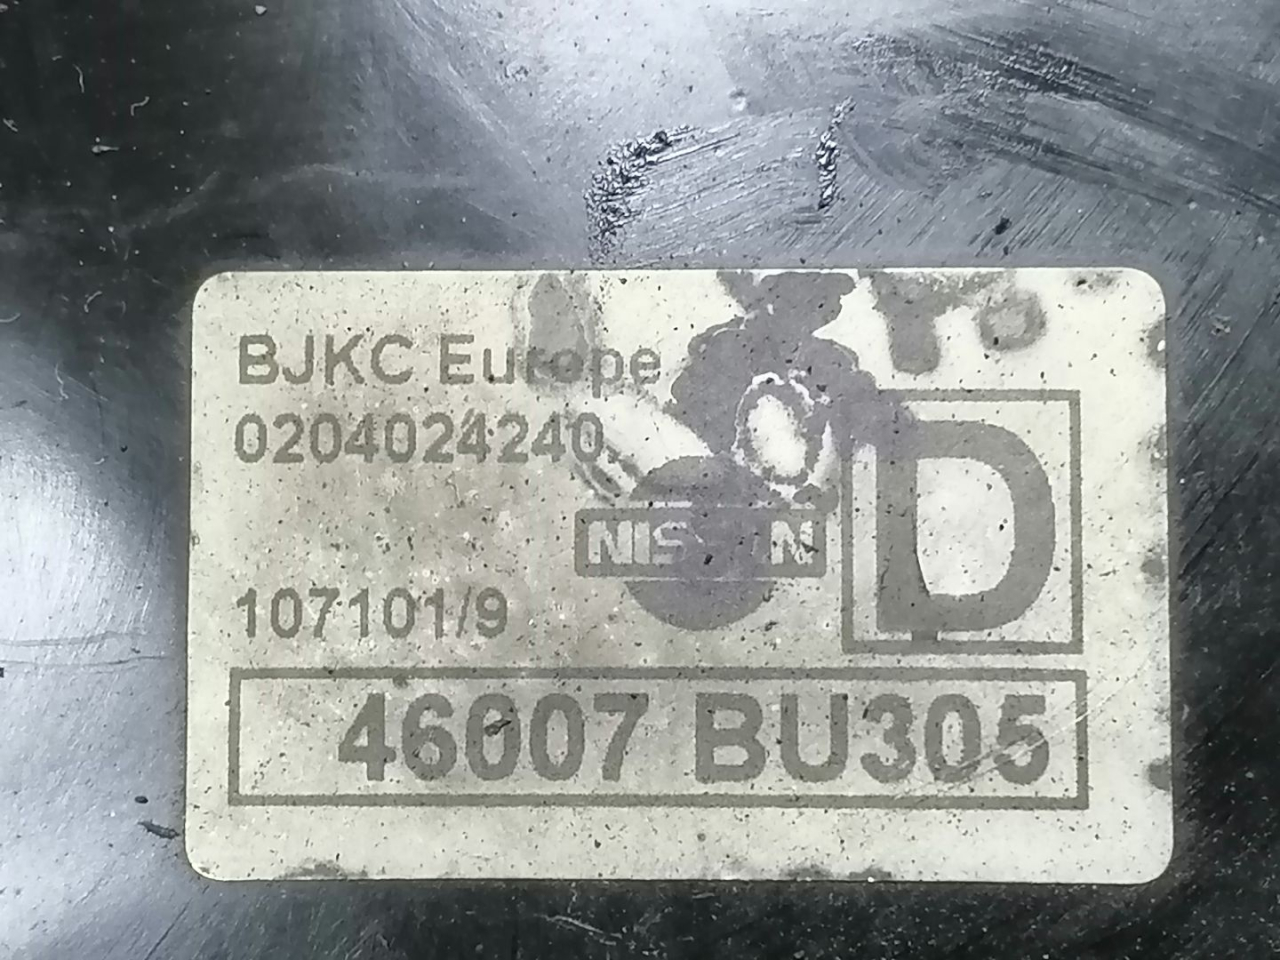 BJKC Europe
0204024240
NISSAN
D
107101/9
46007 BU305